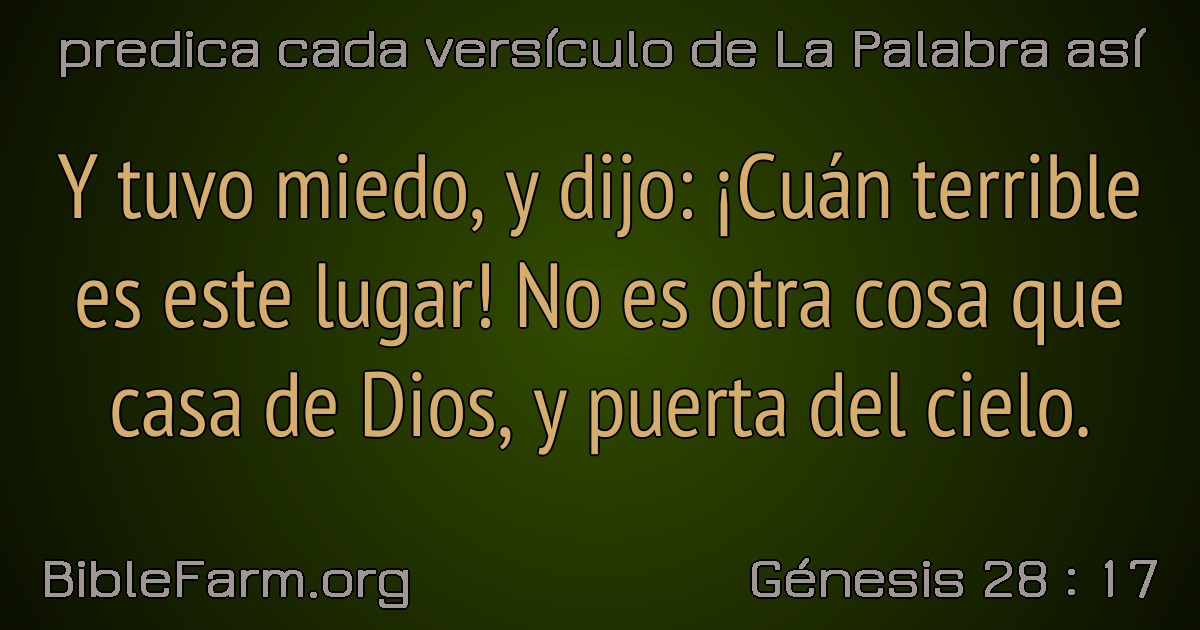 predica cada versículo de La Palabra así
Y tuvo miedo, y dijo: ¡Cuán terrible
es este lugar! No es otra cosa que
casa de Dios, y puerta del cielo.
BibleFarm.org
Génesis 28 : 17